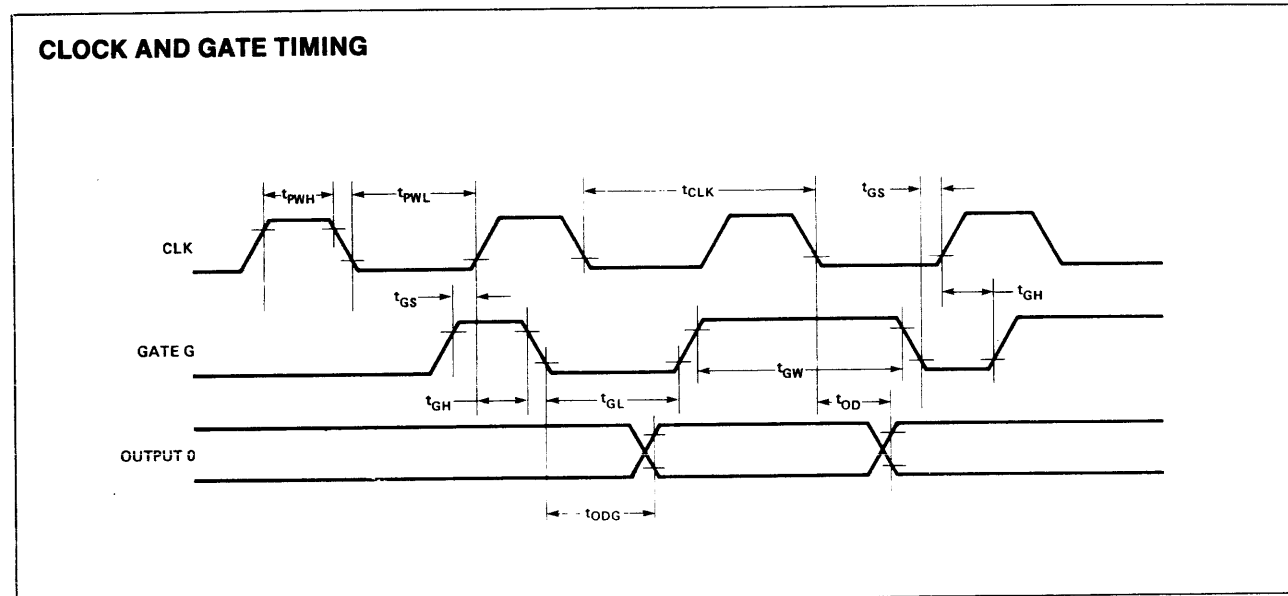 CLOCK AND GATE TIMING
tPWH
tPWL
tCLK
tGS
CLK
tGS
tGH
GATE G
tGW
tGH
tGL
tOD
OUTPUT 0
tODG